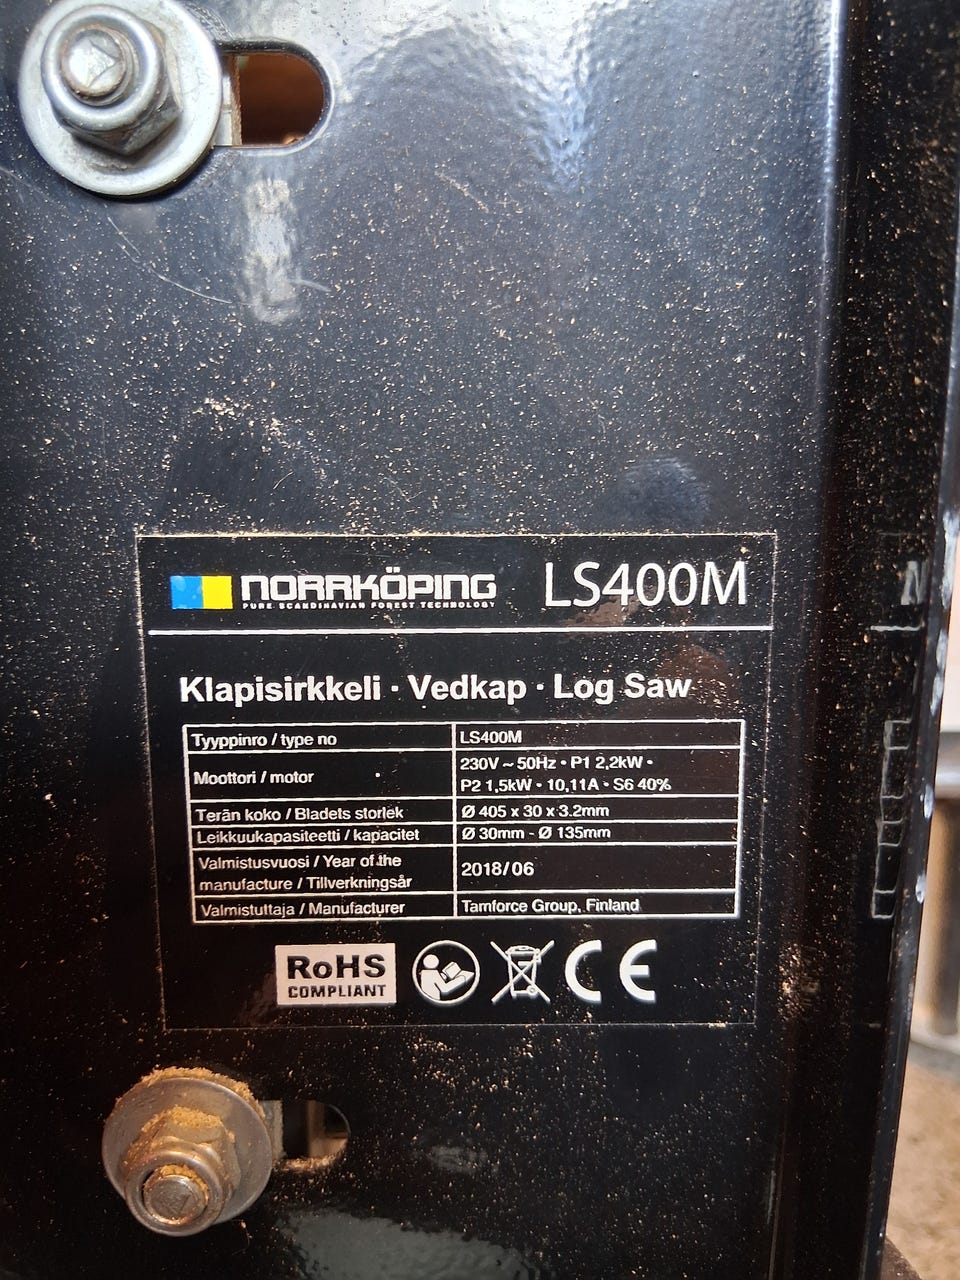 NORRKÖPING LS400M
PURE SCANDINAVIAN FOREST TECHNOLOGY
Klapisirkkeli · Vedkap · Log Saw
Tyyppinro / type no LS400M
Moottori / motor 230V ~ 50Hz • P1 2,2kW •
P2 1,5kW • 10,11A • S6 40%
Terän koko / Bladets storlek Ø 405 x 30 x 3.2mm
Leikkuukapasiteetti / kapacitet Ø 30mm - Ø 135mm
Valmistusvuosi / Year of the
manufacture / Tillverkningsår 2018/06
Valmistuttaja / Manufacturer Tamforce Group, Finland
RoHS
COMPLIANT
CE